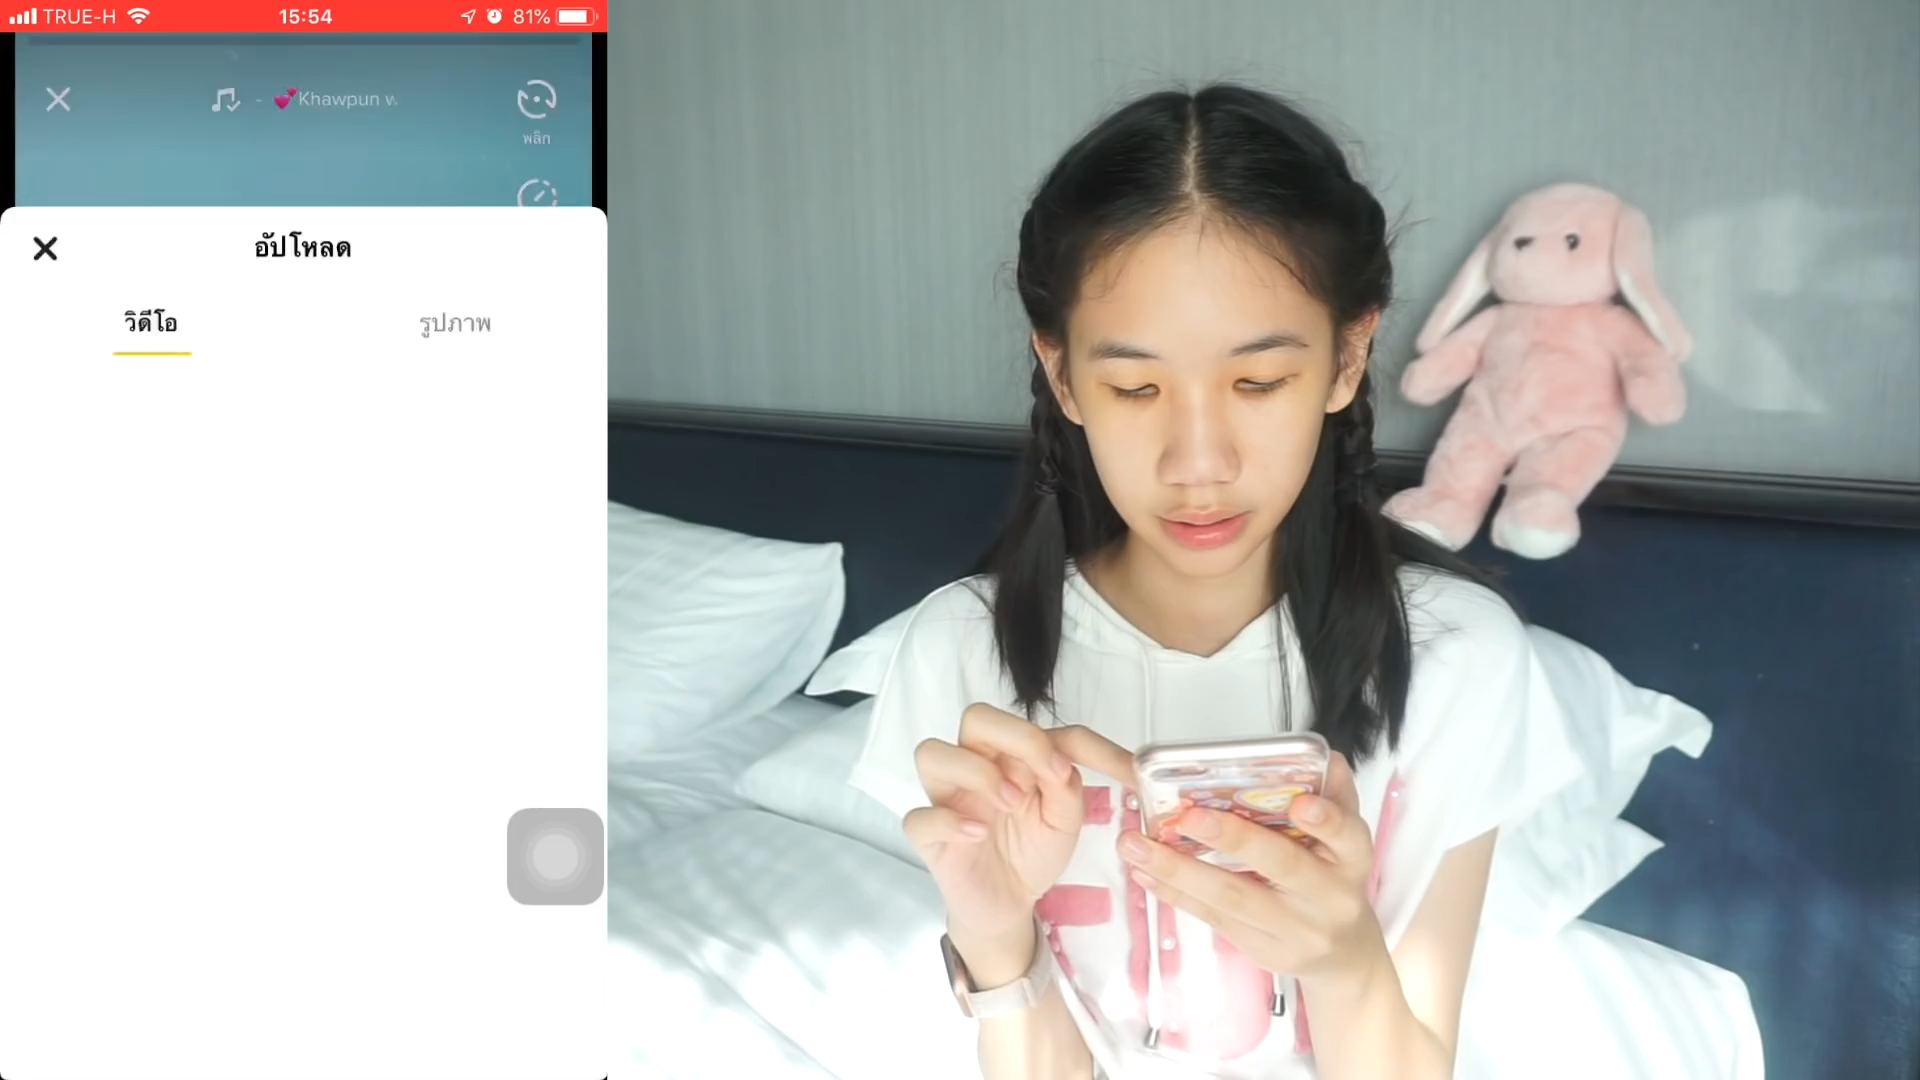 TRUE-H 15:54 81%
- 💕Khawpun w
พลิก
อัปโหลด
วิดีโอ รูปภาพ